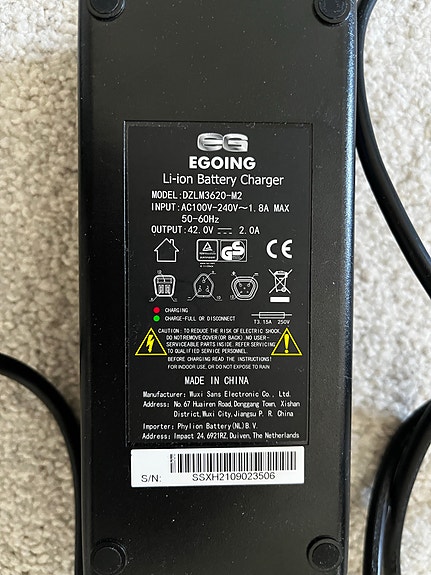 EG
EGOING
Li-ion Battery Charger
MODEL:DZLM3620-M2
INPUT:AC100V-240V～1.8A MAX
50-60Hz
OUTPUT:42.0V ⎓ 2.0A
CE
CHARGING
CHARGE-FULL OR DISCONNECT
T3.15A 250V
CAUTION: TO REDUCE THE RISK OF ELECTRIC SHOCK,
DO NOT REMOVE COVER(OR BACK). NO USER-
SERVICEABLE PARTS INSIDE. REFER SERVICING
TO QUALIFIED SERVICE PERSONNEL.
BEFORE CHARGING READ THE INSTRUCTIONS!
FOR INDOOR USE, OR DO NOT EXPOSE TO RAIN
MADE IN CHINA
Manufacturer: Wuxi Sans Electronic Co., Ltd.
Address: No.67 Huairen Road,Donggang Town, Xishan
District,Wuxi City,Jiangsu P. R. China
Importer: Phylion Battery(NL)B.V.
Address: Impact 24,6921RZ,Duiven,The Netherlands
S/N:
SSXH2109023506